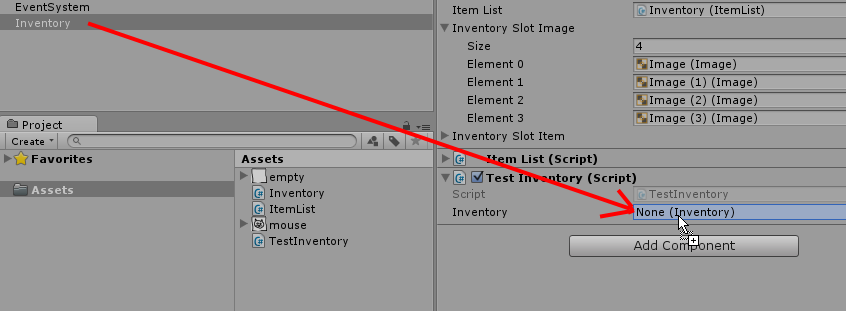 EventSystem
Inventory
Project
Create
Favorites
Assets
Assets
empty
Inventory
ItemList
mouse
TestInventory
Item List
Inventory (ItemList)
Inventory Slot Image
Size
4
Element 0
Image (Image)
Element 1
Image (1) (Image)
Element 2
Image (2) (Image)
Element 3
Image (3) (Image)
Inventory Slot Item
Item List (Script)
Test Inventory (Script)
Script
TestInventory
Inventory
None (Inventory)
Add Component